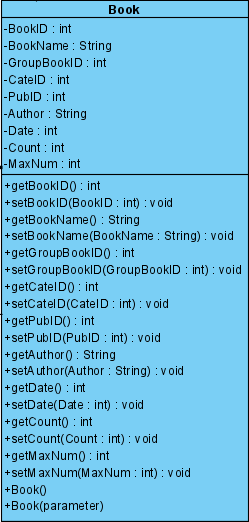 Book
-BookID : int
-BookName : String
-GroupBookID : int
-CateID : int
-PubID : int
-Author : String
-Date : int
-Count : int
-MaxNum : int
+getBookID() : int
+setBookID(BookID : int) : void
+getBookName() : String
+setBookName(BookName : String) : void
+getGroupBookID() : int
+setGroupBookID(GroupBookID : int) : void
+getCateID() : int
+setCateID(CateID : int) : void
+getPubID() : int
+setPubID(PubID : int) : void
+getAuthor() : String
+setAuthor(Author : String) : void
+getDate() : int
+setDate(Date : int) : void
+getCount() : int
+setCount(Count : int) : void
+getMaxNum() : int
+setMaxNum(MaxNum : int) : void
+Book()
+Book(parameter)